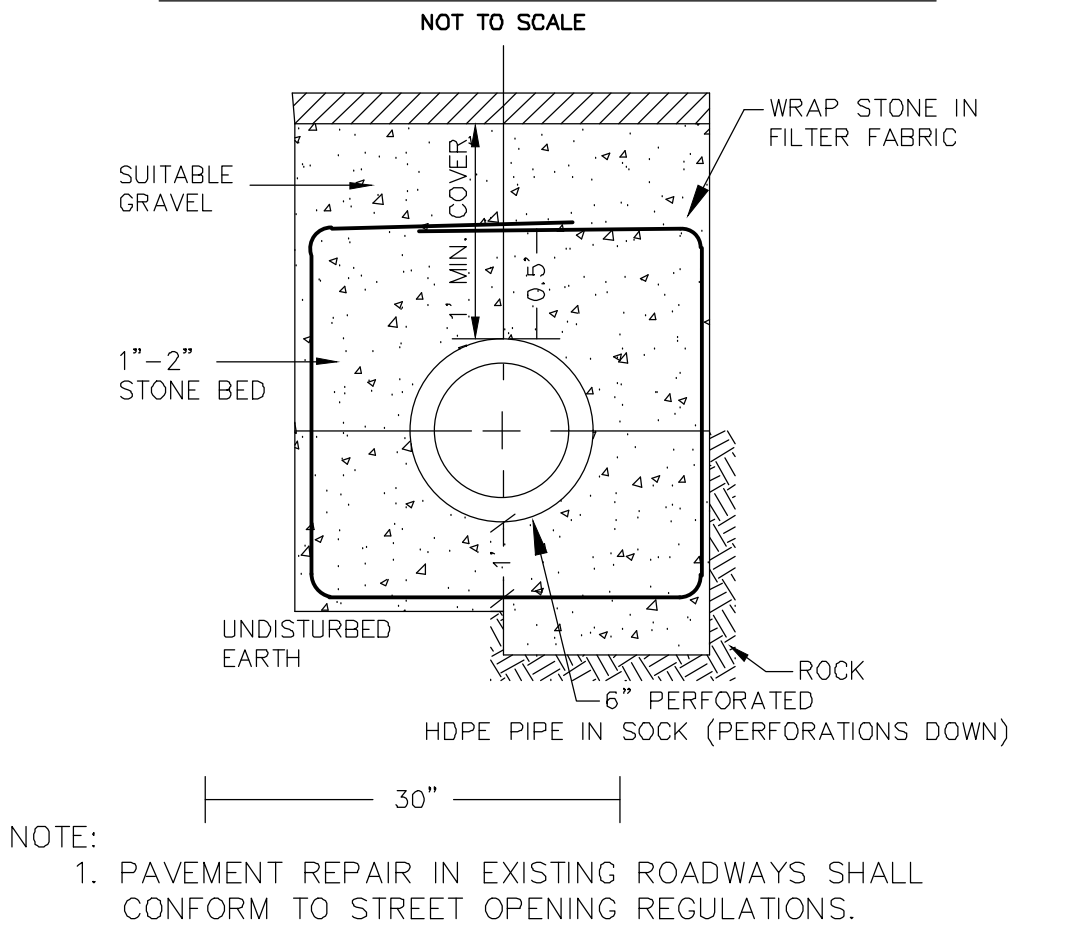 NOT TO SCALE
WRAP STONE IN
FILTER FABRIC
SUITABLE
GRAVEL
1' MIN. COVER
0.5'
1”-2”
STONE BED
1'
UNDISTURBED
EARTH
ROCK
6” PERFORATED
HDPE PIPE IN SOCK (PERFORATIONS DOWN)
30”
NOTE:
1. PAVEMENT REPAIR IN EXISTING ROADWAYS SHALL
CONFORM TO STREET OPENING REGULATIONS.